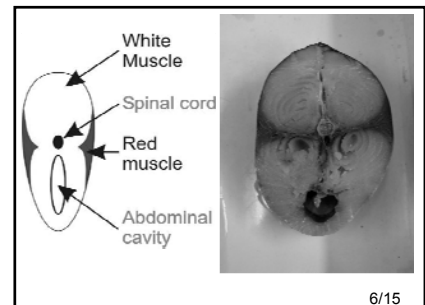 White
Muscle
Spinal cord
Red
muscle
Abdominal
cavity
6/15